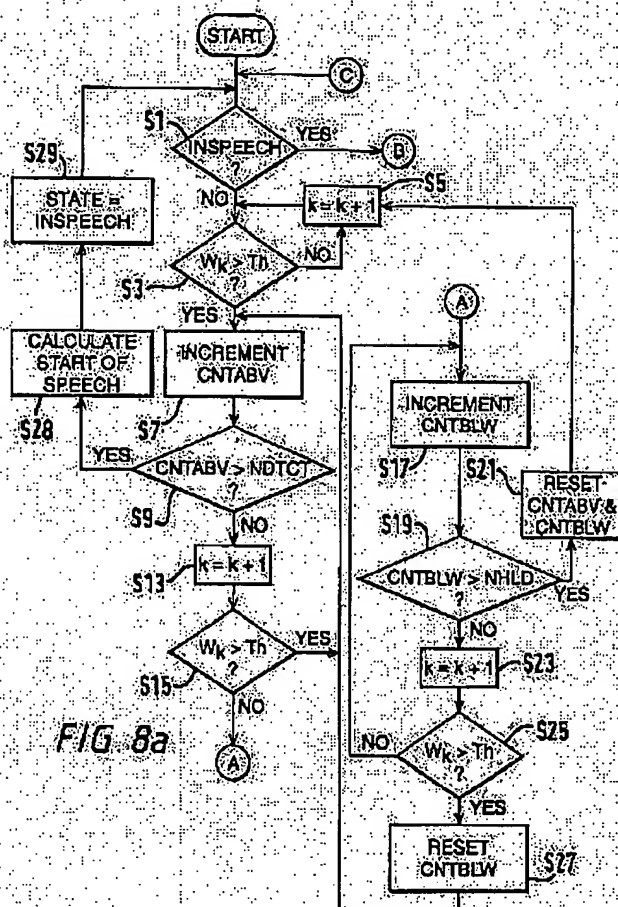 START
C
S1
INSPEECH
?
YES
B
NO
S29
STATE =
INSPEECH
S5
k = k + 1
Wk > Th
?
NO
S3
YES
CALCULATE
START OF
SPEECH
S28
INCREMENT
CNTABV
S7
YES
CNTABV > NDTCT
?
S9
NO
k = k + 1
S13
Wk > Th
?
YES
S15
NO
A
FIG 8a
A
INCREMENT
CNTBLW
S17
S21
RESET
CNTABV &
CNTBLW
S19
CNTBLW > NHLD
?
YES
NO
k = k + 1
S23
S25
NO
Wk > Th
?
YES
RESET
CNTBLW
S27